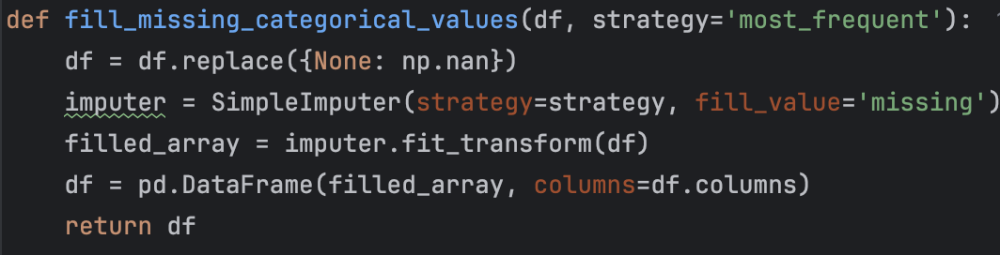 def fill_missing_categorical_values(df, strategy='most_frequent'):
    df = df.replace({None: np.nan})
    imputer = SimpleImputer(strategy=strategy, fill_value='missing')
    filled_array = imputer.fit_transform(df)
    df = pd.DataFrame(filled_array, columns=df.columns)
    return df